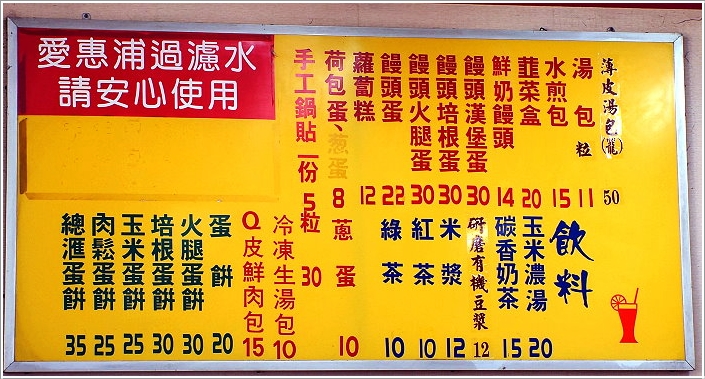 愛惠浦過濾水
請安心使用
薄皮湯包(籠) 50
湯包 粒 11
水煎包 15
韮菜盒 20
鮮奶饅頭 14
饅頭漢堡蛋 30
饅頭培根蛋 30
饅頭火腿蛋 30
饅頭蛋 22
蘿蔔糕 12
荷包蛋、葱蛋 8
手工鍋貼一份5粒 30
飲料
玉米濃湯 20
碳香奶茶 15
研磨有機豆漿 12
米漿 12
紅茶 10
綠茶 10
蔥蛋 10
冷凍生湯包 10
Q皮鮮肉包 15
蛋餅 20
火腿蛋餅 30
培根蛋餅 30
玉米蛋餅 25
肉鬆蛋餅 25
總滙蛋餅 35